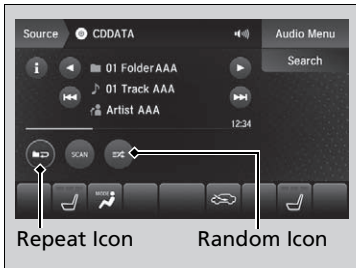 Source CDDATA Audio Menu
01 FolderAAA Search
01 Track AAA
Artist AAA
12:34
SCAN
MODE
Repeat Icon Random Icon